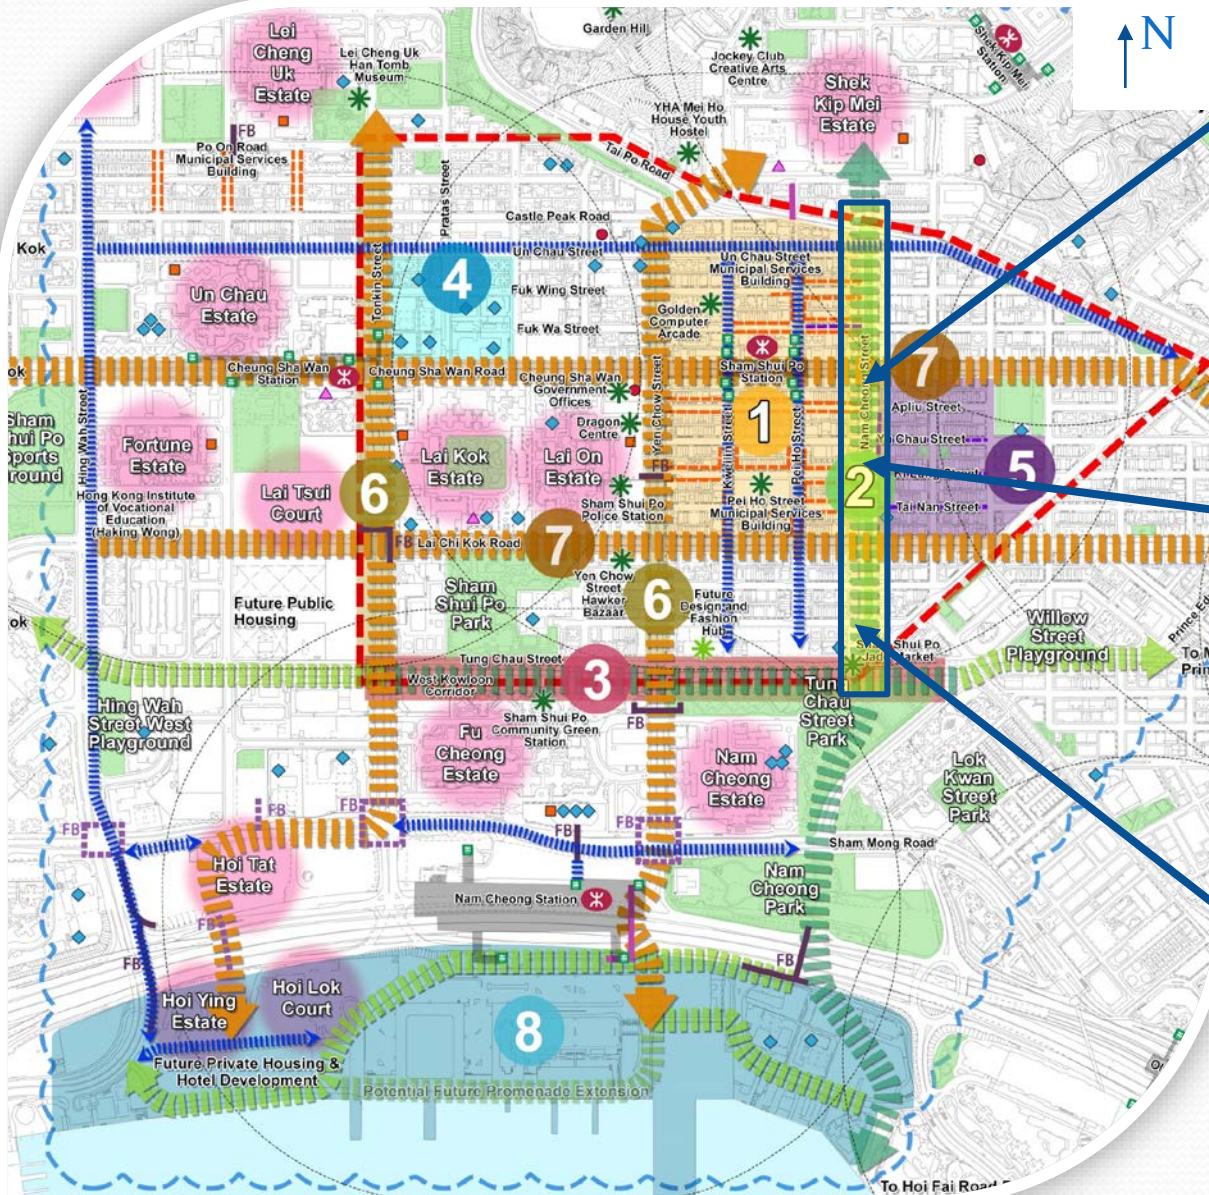 N
Garden Hill
Lei
Cheng
Uk
Estate
Lei Cheng Uk
Han Tomb
Museum
Jockey Club
Creative Arts
Centre
Shek Kip Mei
Station
Shek
Kip Mei
Estate
YHA Mei Ho
House Youth
Hostel
FB
Po On Road
Municipal Services
Building
Tai Po Road
Pratas Street
Castle Peak Road
Kok
Un Chau Street
Un Chau Street
Municipal Services
Building
Tonkin Street
4
Un Chau
Estate
Fuk Wing Street
Golden
Computer
Arcade
Fuk Wa Street
Nam Cheong Street
Cheung Sha Wan
Station
Cheung Sha Wan Road
Sham Shui Po
Station
7
Cheung Sha Wan
Government
Offices
Yen Chow Street
Apliu Street
1
Hing Wah Street
Sham
Shui Po
Sports
Ground
Fortune
Estate
Dragon
Centre
Lai Kok
Estate
Lai On
Estate
FB
Kweilin Street
Pei Ho Street
5
2
6
Lai Tsui
Court
Hong Kong Institute
of Vocational
Education
(Haking Wong)
Sham Shui Po
Police Station
Pei Ho Street
Municipal Services
Building
Tai Nan Street
FB
Lai Chi Kok Road
7
Yen Chow
Street
Hawker
Bazaar
Sham
Shui Po
Park
6
Future
Design and
Fashion
Hub
Future Public
Housing
Willow
Street
Playground
Tung Chau Street
West Kowloon
Corridor
3
Hing Wah
Street West
Playground
Sham Shui Po
Community Green
Station
FB
Fu
Cheong
Estate
Nam
Cheong
Estate
Chau
Street
Park
Lok
Kwan
Street
Park
FB
FB
FB
FB
Sham Mong Road
Hoi Tat
Estate
Nam Cheong Station
Nam
Cheong
Park
FB
FB
FB
Hoi Ying
Estate
Hoi Lok
Court
8
Future Private Housing &
Hotel Development
Potential Future Promenade Extension
To Hoi Fai Road